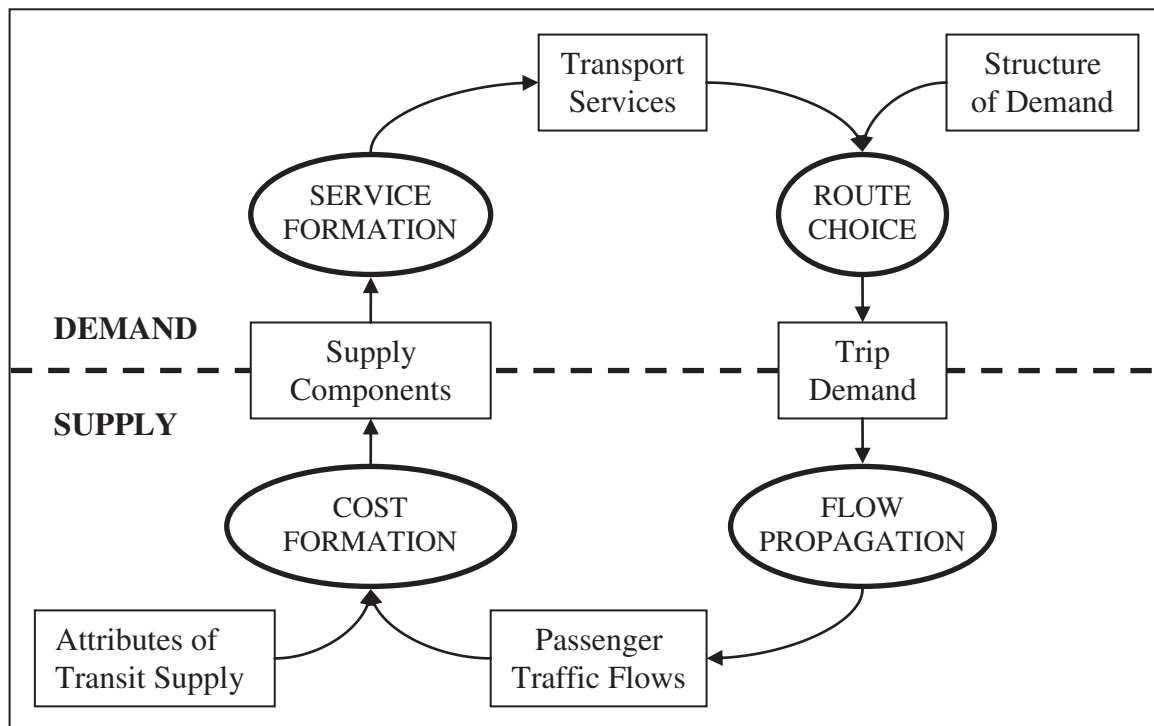 Transport
Services
Structure
of Demand
SERVICE
FORMATION
ROUTE
CHOICE
DEMAND
Supply
Components
Trip
Demand
SUPPLY
COST
FORMATION
FLOW
PROPAGATION
Attributes of
Transit Supply
Passenger
Traffic Flows